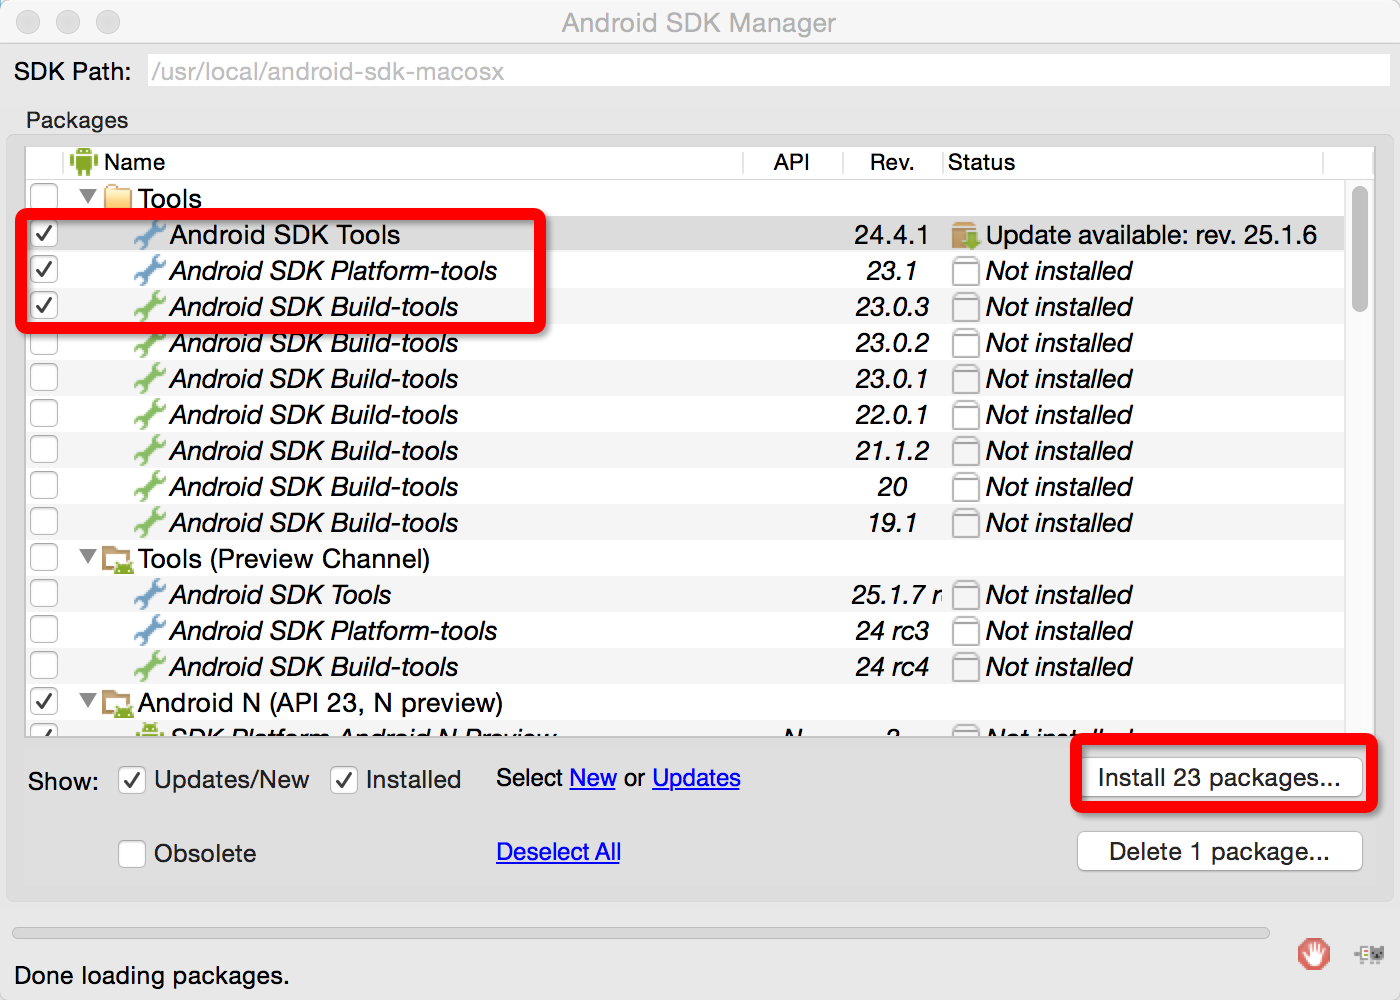 Android SDK Manager
SDK Path: /usr/local/android-sdk-macosx
Packages
Name API Rev. Status
Tools
Android SDK Tools 24.4.1 Update available: rev. 25.1.6
Android SDK Platform-tools 23.1 Not installed
Android SDK Build-tools 23.0.3 Not installed
Android SDK Build-tools 23.0.2 Not installed
Android SDK Build-tools 23.0.1 Not installed
Android SDK Build-tools 22.0.1 Not installed
Android SDK Build-tools 21.1.2 Not installed
Android SDK Build-tools 20 Not installed
Android SDK Build-tools 19.1 Not installed
Tools (Preview Channel)
Android SDK Tools 25.1.7 r Not installed
Android SDK Platform-tools 24 rc3 Not installed
Android SDK Build-tools 24 rc4 Not installed
Android N (API 23, N preview)
SDK Platform Android N Preview N Not installed
Show: Updates/New Installed Select New or Updates Install 23 packages...
Obsolete Deselect All Delete 1 package...
Done loading packages.